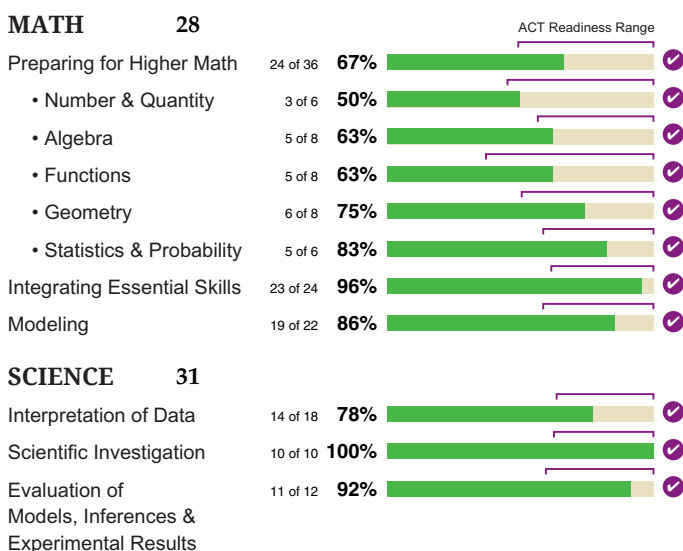 MATH 28
ACT Readiness Range
Preparing for Higher Math 24 of 36 67%
• Number & Quantity 3 of 6 50%
• Algebra 5 of 8 63%
• Functions 5 of 8 63%
• Geometry 6 of 8 75%
• Statistics & Probability 5 of 6 83%
Integrating Essential Skills 23 of 24 96%
Modeling 19 of 22 86%
SCIENCE 31
Interpretation of Data 14 of 18 78%
Scientific Investigation 10 of 10 100%
Evaluation of 11 of 12 92%
Models, Inferences &
Experimental Results